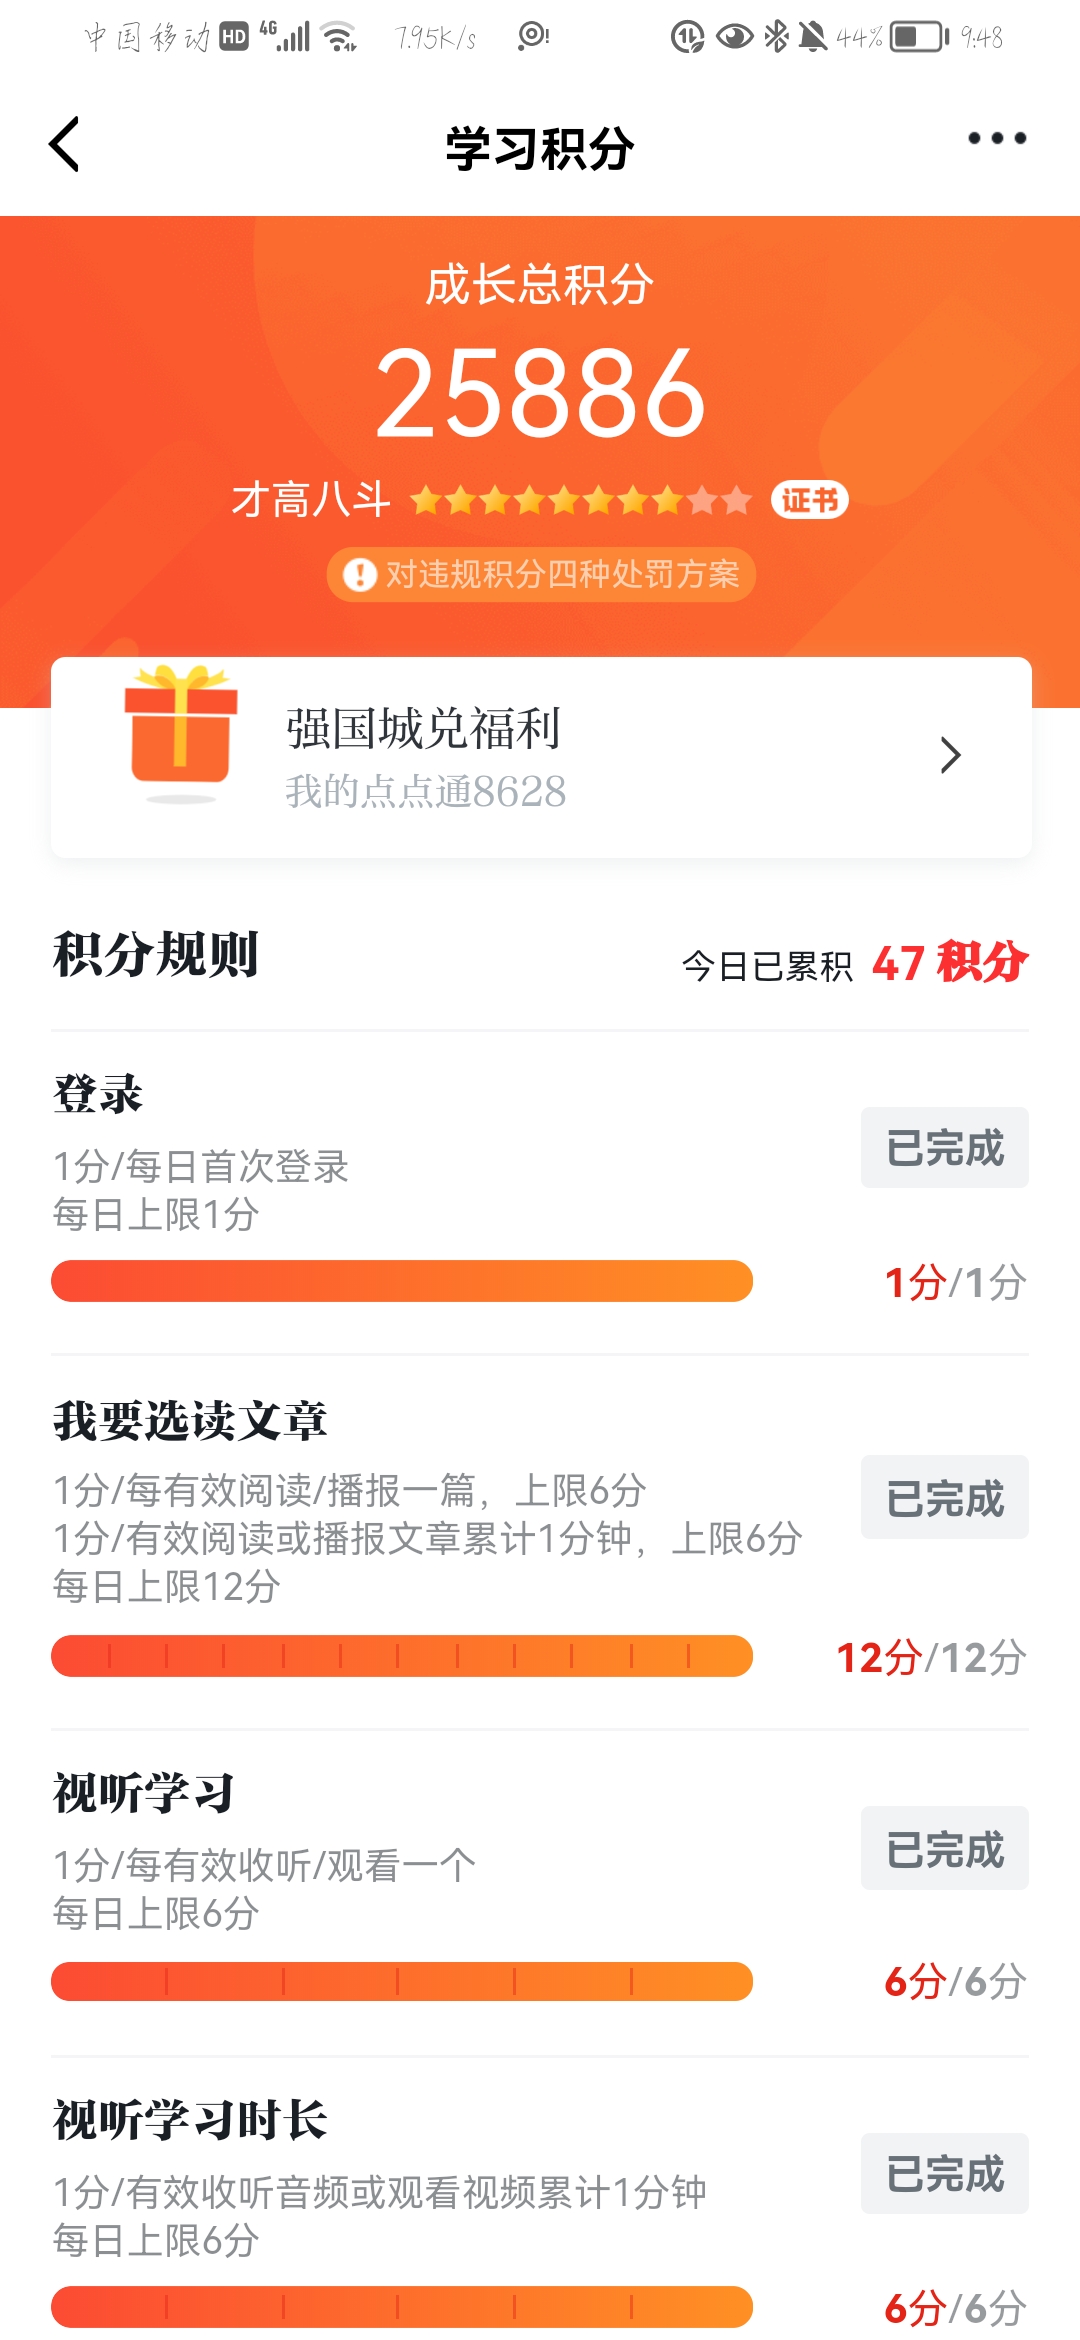 中国移动 HD 4G 7.95K/s 44% 9:48
学习积分
成长总积分
25886
才高八斗 证书
对违规积分四种处罚方案
强国城兑福利
我的点点通8628
积分规则 今日已累积 47 积分
登录
已完成
1分/每日首次登录
每日上限1分
1分/1分
我要选读文章
已完成
1分/每有效阅读/播报一篇，上限6分
1分/有效阅读或播报文章累计1分钟，上限6分
每日上限12分
12分/12分
视听学习
已完成
1分/每有效收听/观看一个
每日上限6分
6分/6分
视听学习时长
已完成
1分/有效收听音频或观看视频累计1分钟
每日上限6分
6分/6分